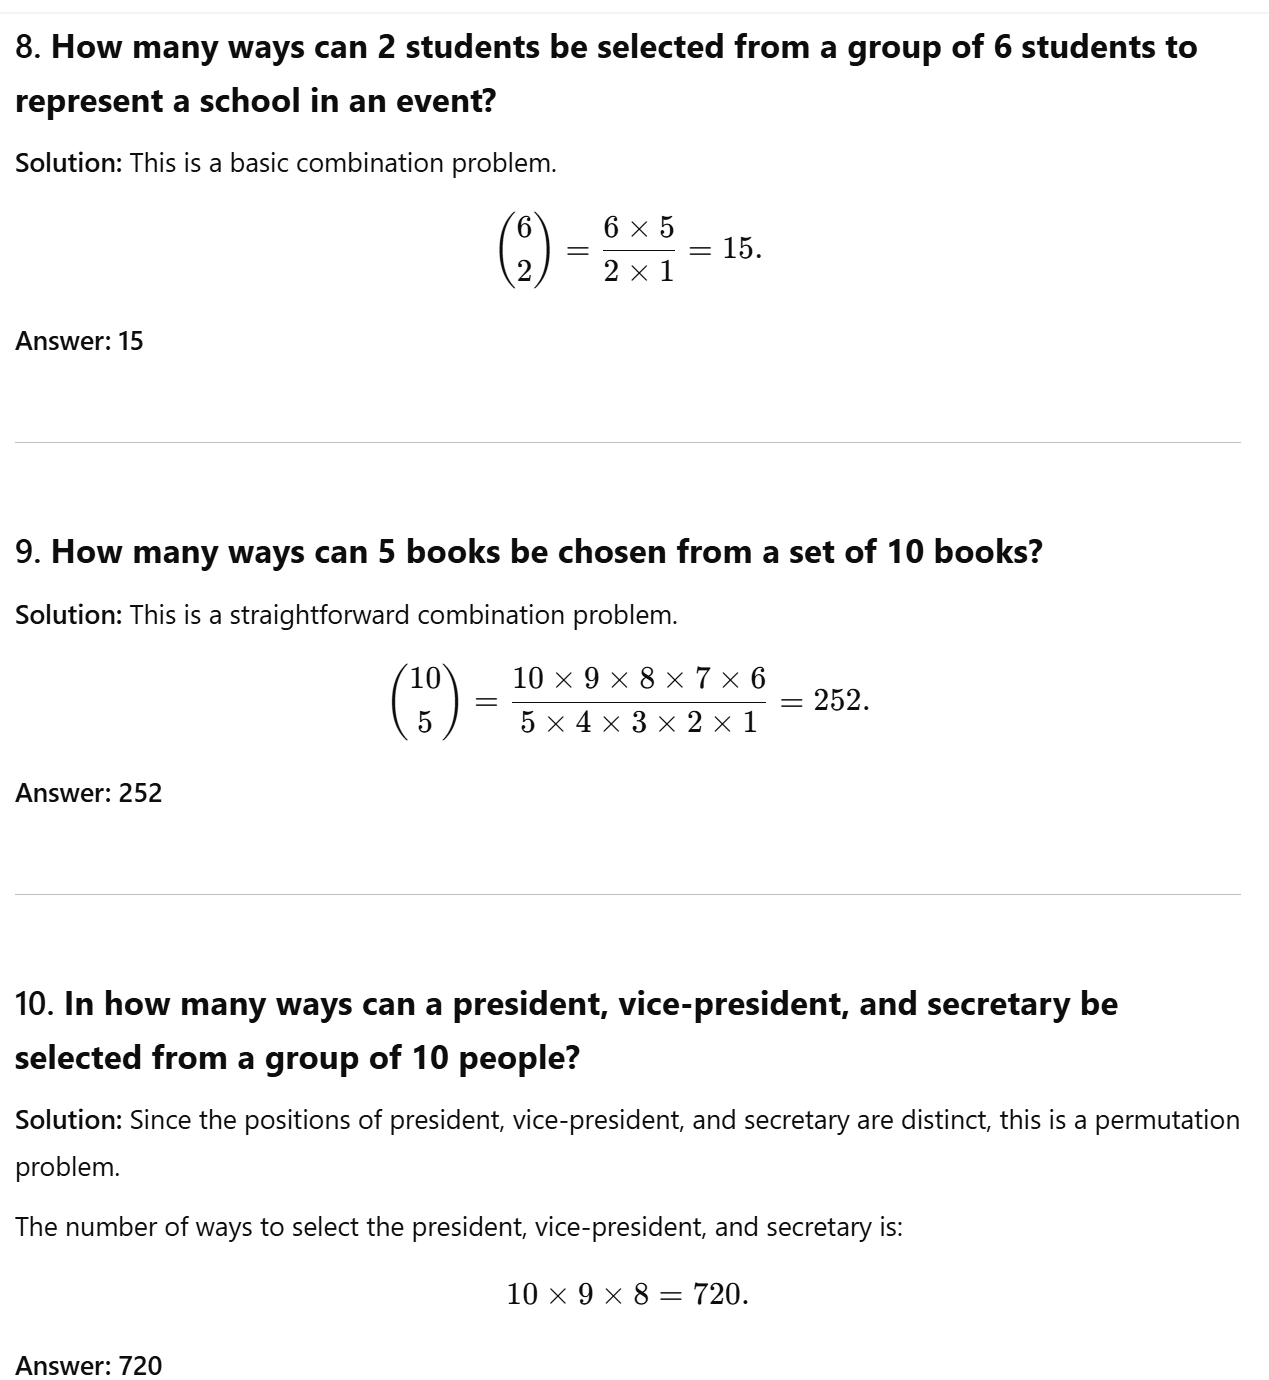 8. How many ways can 2 students be selected from a group of 6 students to
represent a school in an event?
Solution: This is a basic combination problem.
(6 2) = 6 × 5 / 2 × 1 = 15.
Answer: 15
9. How many ways can 5 books be chosen from a set of 10 books?
Solution: This is a straightforward combination problem.
(10 5) = 10 × 9 × 8 × 7 × 6 / 5 × 4 × 3 × 2 × 1 = 252.
Answer: 252
10. In how many ways can a president, vice-president, and secretary be
selected from a group of 10 people?
Solution: Since the positions of president, vice-president, and secretary are distinct, this is a permutation
problem.
The number of ways to select the president, vice-president, and secretary is:
10 × 9 × 8 = 720.
Answer: 720